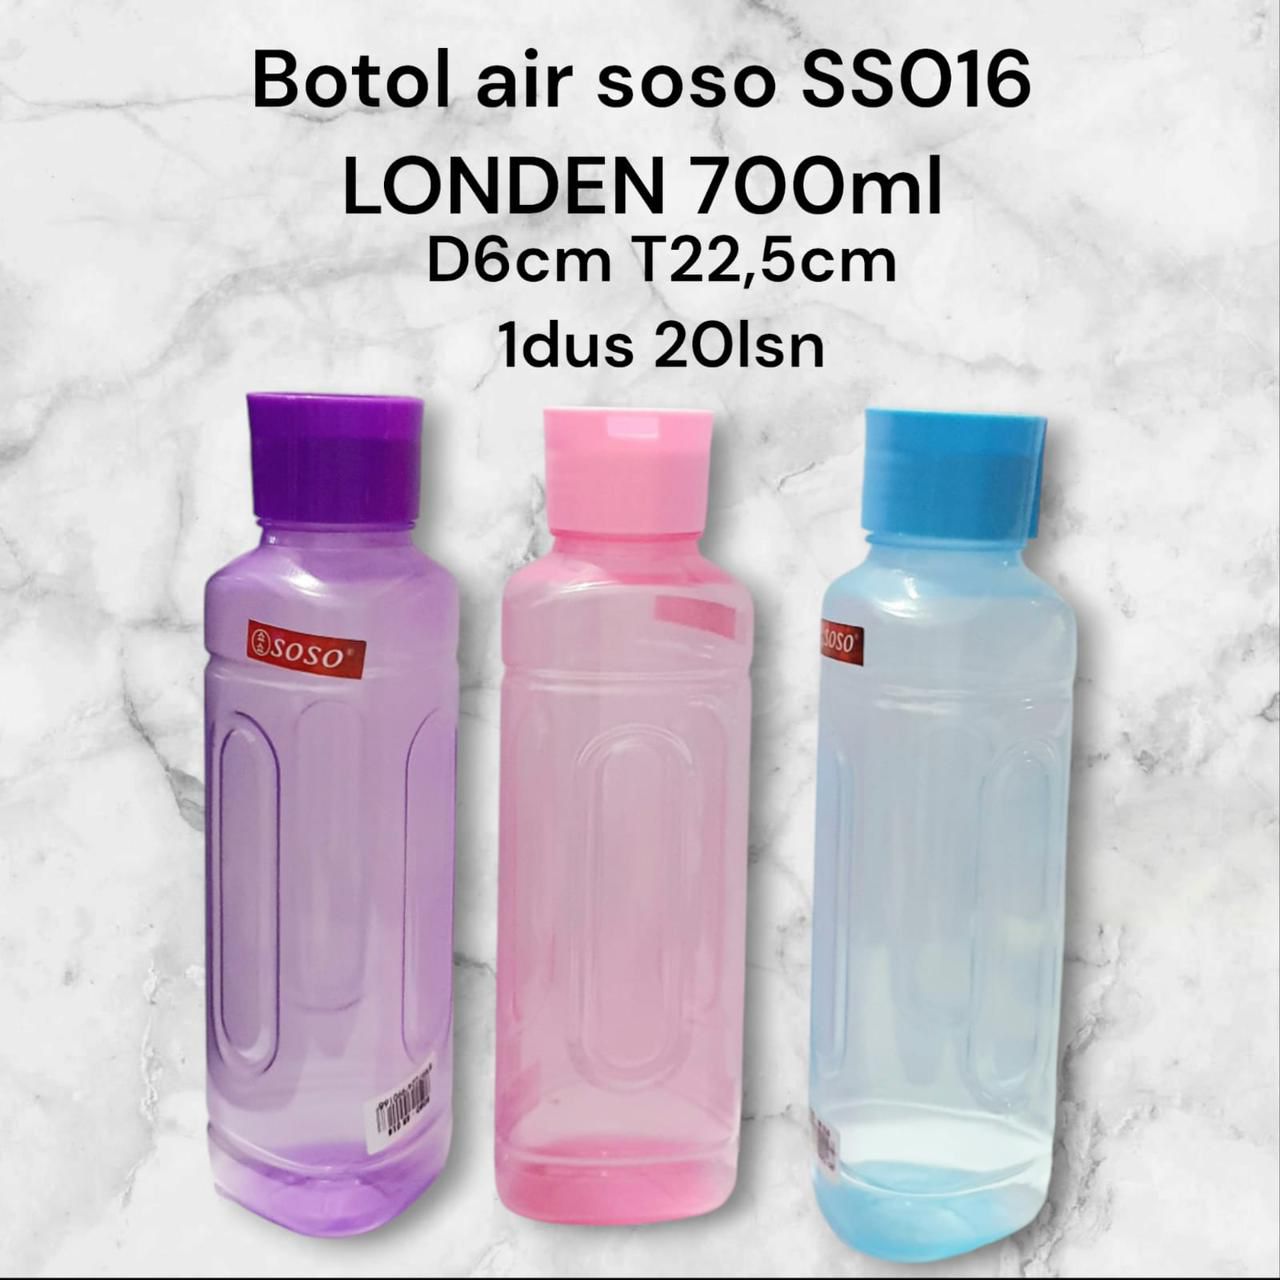 Botol air soso SS016
LONDEN 700ml
D6cm T22,5cm
1dus 20lsn
SOSO®
SOSO®